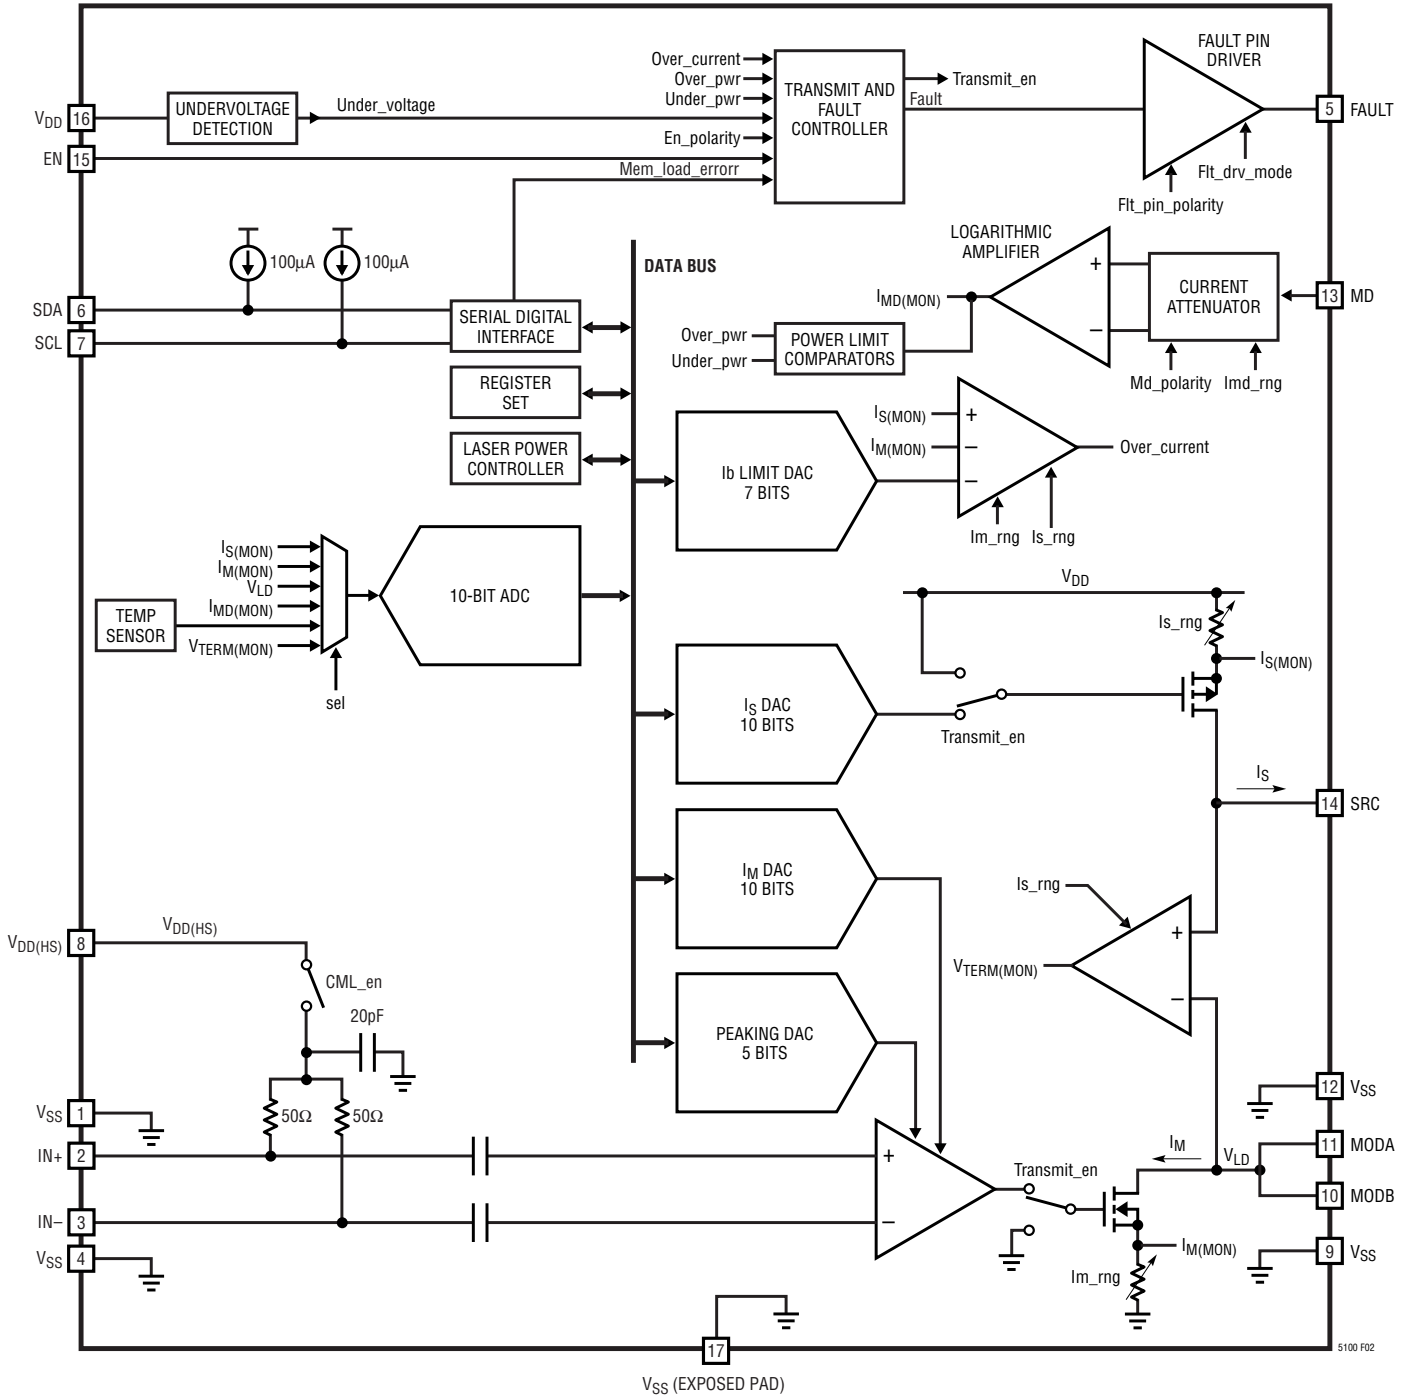 FAULT PIN
DRIVER
Over_current
Over_pwr
Under_pwr
Under_voltage
En_polarity
Mem_load_errorr
TRANSMIT AND
FAULT
CONTROLLER
Transmit_en
Fault
5 FAULT
Flt_drv_mode
Flt_pin_polarity
VDD 16
UNDERVOLTAGE
DETECTION
EN 15
100µA
100µA
SDA 6
SCL 7
SERIAL DIGITAL
INTERFACE
REGISTER
SET
LASER POWER
CONTROLLER
DATA BUS
LOGARITHMIC
AMPLIFIER
+
–
CURRENT
ATTENUATOR
13 MD
Md_polarity
Imd_rng
IMD(MON)
Over_pwr
Under_pwr
POWER LIMIT
COMPARATORS
Ib LIMIT DAC
7 BITS
IS(MON)
IM(MON)
+
–
–
Over_current
Im_rng
Is_rng
IS(MON)
IM(MON)
VLD
IMD(MON)
TEMP
SENSOR
VTERM(MON)
sel
10-BIT ADC
VDD
Is_rng
IS(MON)
IS DAC
10 BITS
Transmit_en
IS
14 SRC
IM DAC
10 BITS
Is_rng
+
–
VTERM(MON)
PEAKING DAC
5 BITS
VDD(HS) 8
VDD(HS)
CML_en
20pF
50Ω
50Ω
VSS 1
IN+ 2
IN– 3
VSS 4
+
–
Transmit_en
IM
VLD
12 VSS
11 MODA
10 MODB
9 VSS
IM(MON)
Im_rng
17
VSS (EXPOSED PAD)
5100 F02